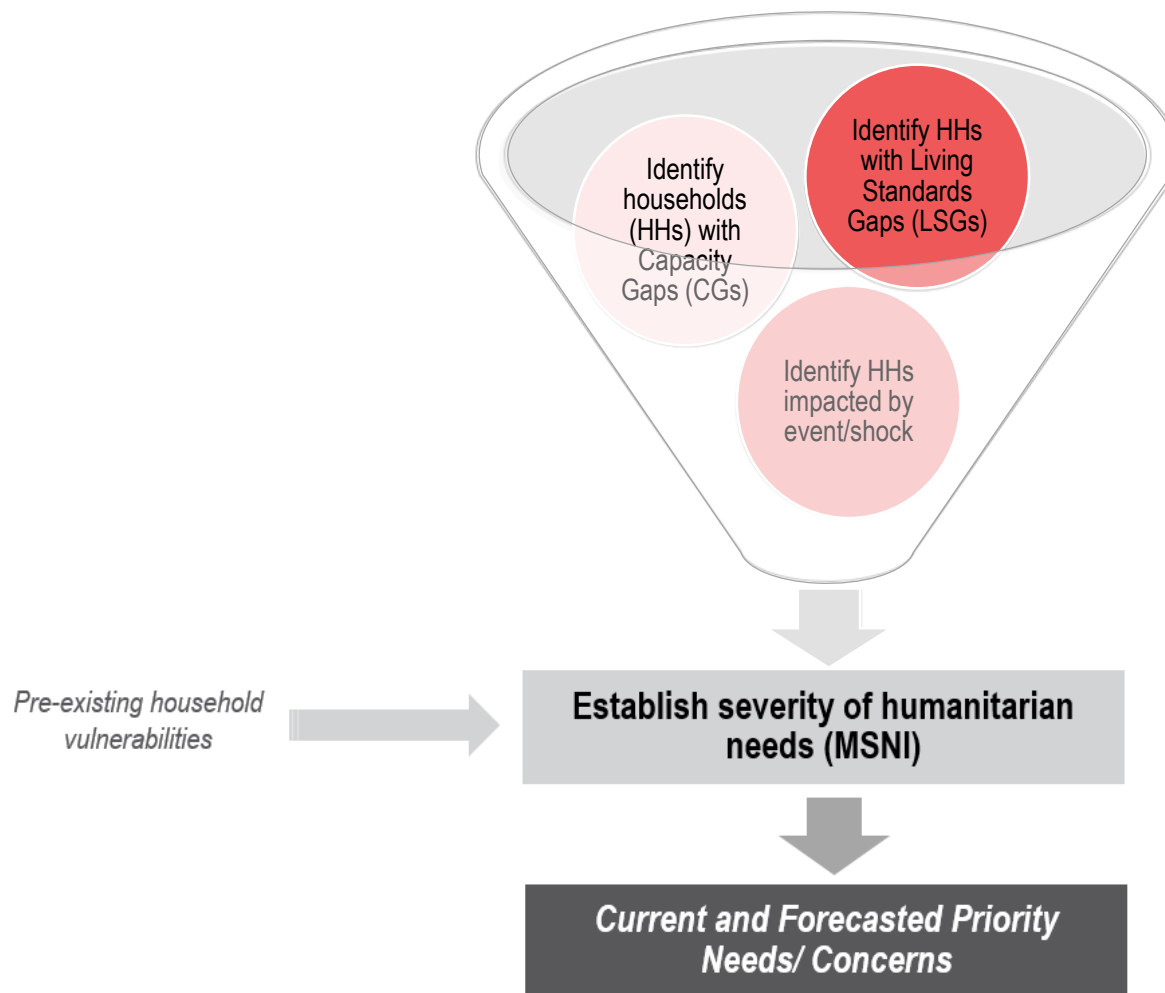 Identify HHs
with Living
Standards
Gaps (LSGs)
Identify
households
(HHs) with
Capacity
Gaps (CGs)
Identify HHs
impacted by
event/shock
Pre-existing household
vulnerabilities
Establish severity of humanitarian
needs (MSNI)
Current and Forecasted Priority
Needs/ Concerns